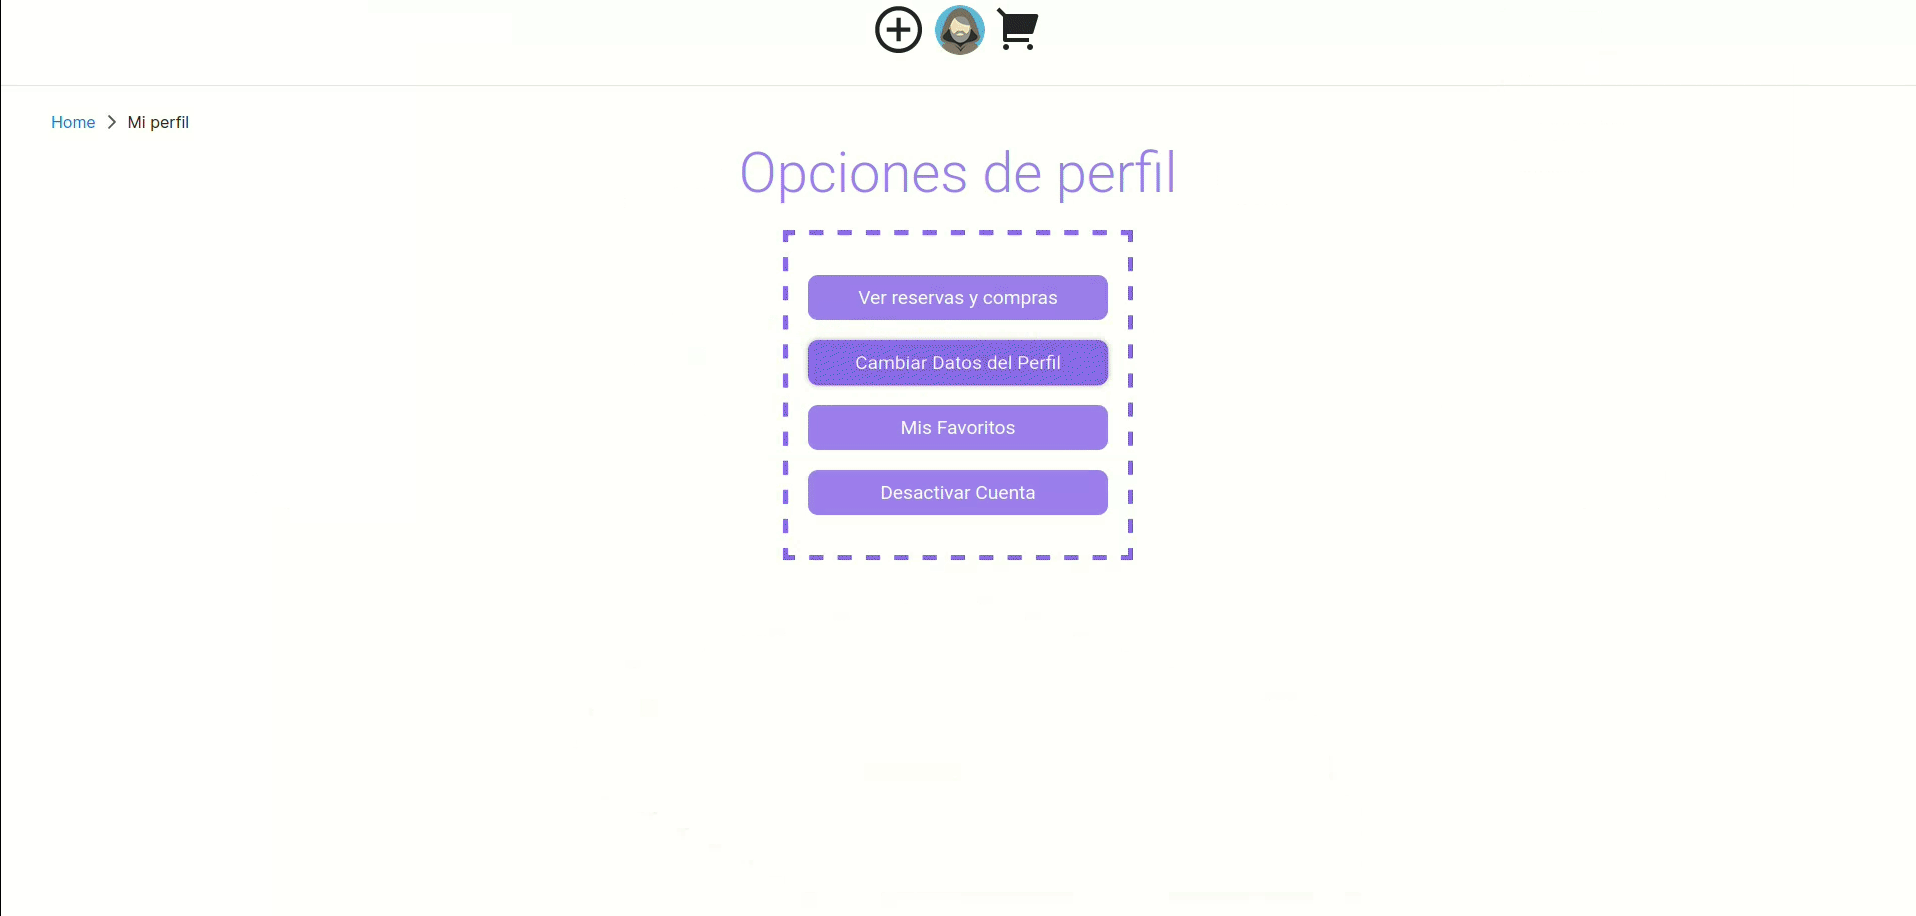 Home > Mi perfil
Opciones de perfil
Ver reservas y compras
Cambiar Datos del Perfil
Mis Favoritos
Desactivar Cuenta